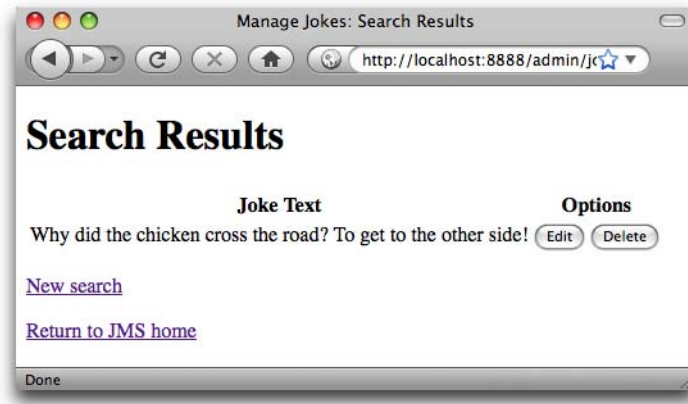 Manage Jokes: Search Results
http://localhost:8888/admin/jo
Search Results
Joke Text Options
Why did the chicken cross the road? To get to the other side! Edit Delete
New search
Return to JMS home
Done